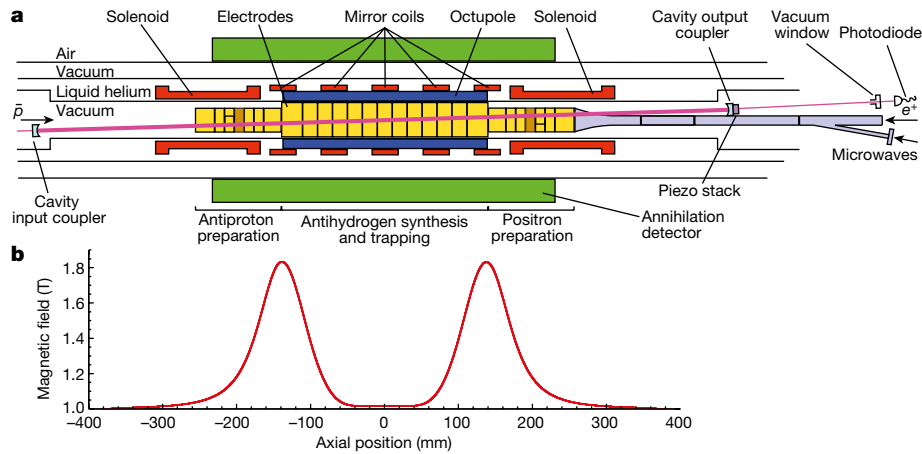 a
Solenoid
Electrodes
Mirror coils
Octupole
Solenoid
Cavity output
coupler
Vacuum
window
Photodiode
Air
Vacuum
Liquid helium
Vacuum
p̄
e⁺
Microwaves
Cavity
input coupler
Piezo stack
Annihilation
detector
Antiproton
preparation
Antihydrogen synthesis
and trapping
Positron
preparation
b
Magnetic field (T)
1.8
1.6
1.4
1.2
1.0
−400
−300
−200
−100
0
100
200
300
400
Axial position (mm)